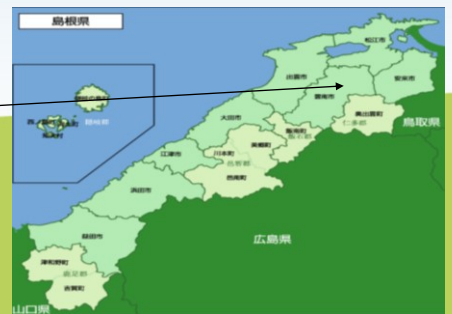 島根県
松江市
出雲市
安来市
雲南市
奥出雲町
仁多郡
鳥取県
大田市
飯南町
美郷町
川本町
江津市
邑南町
浜田市
広島県
益田市
津和野町
吉賀町
山口県